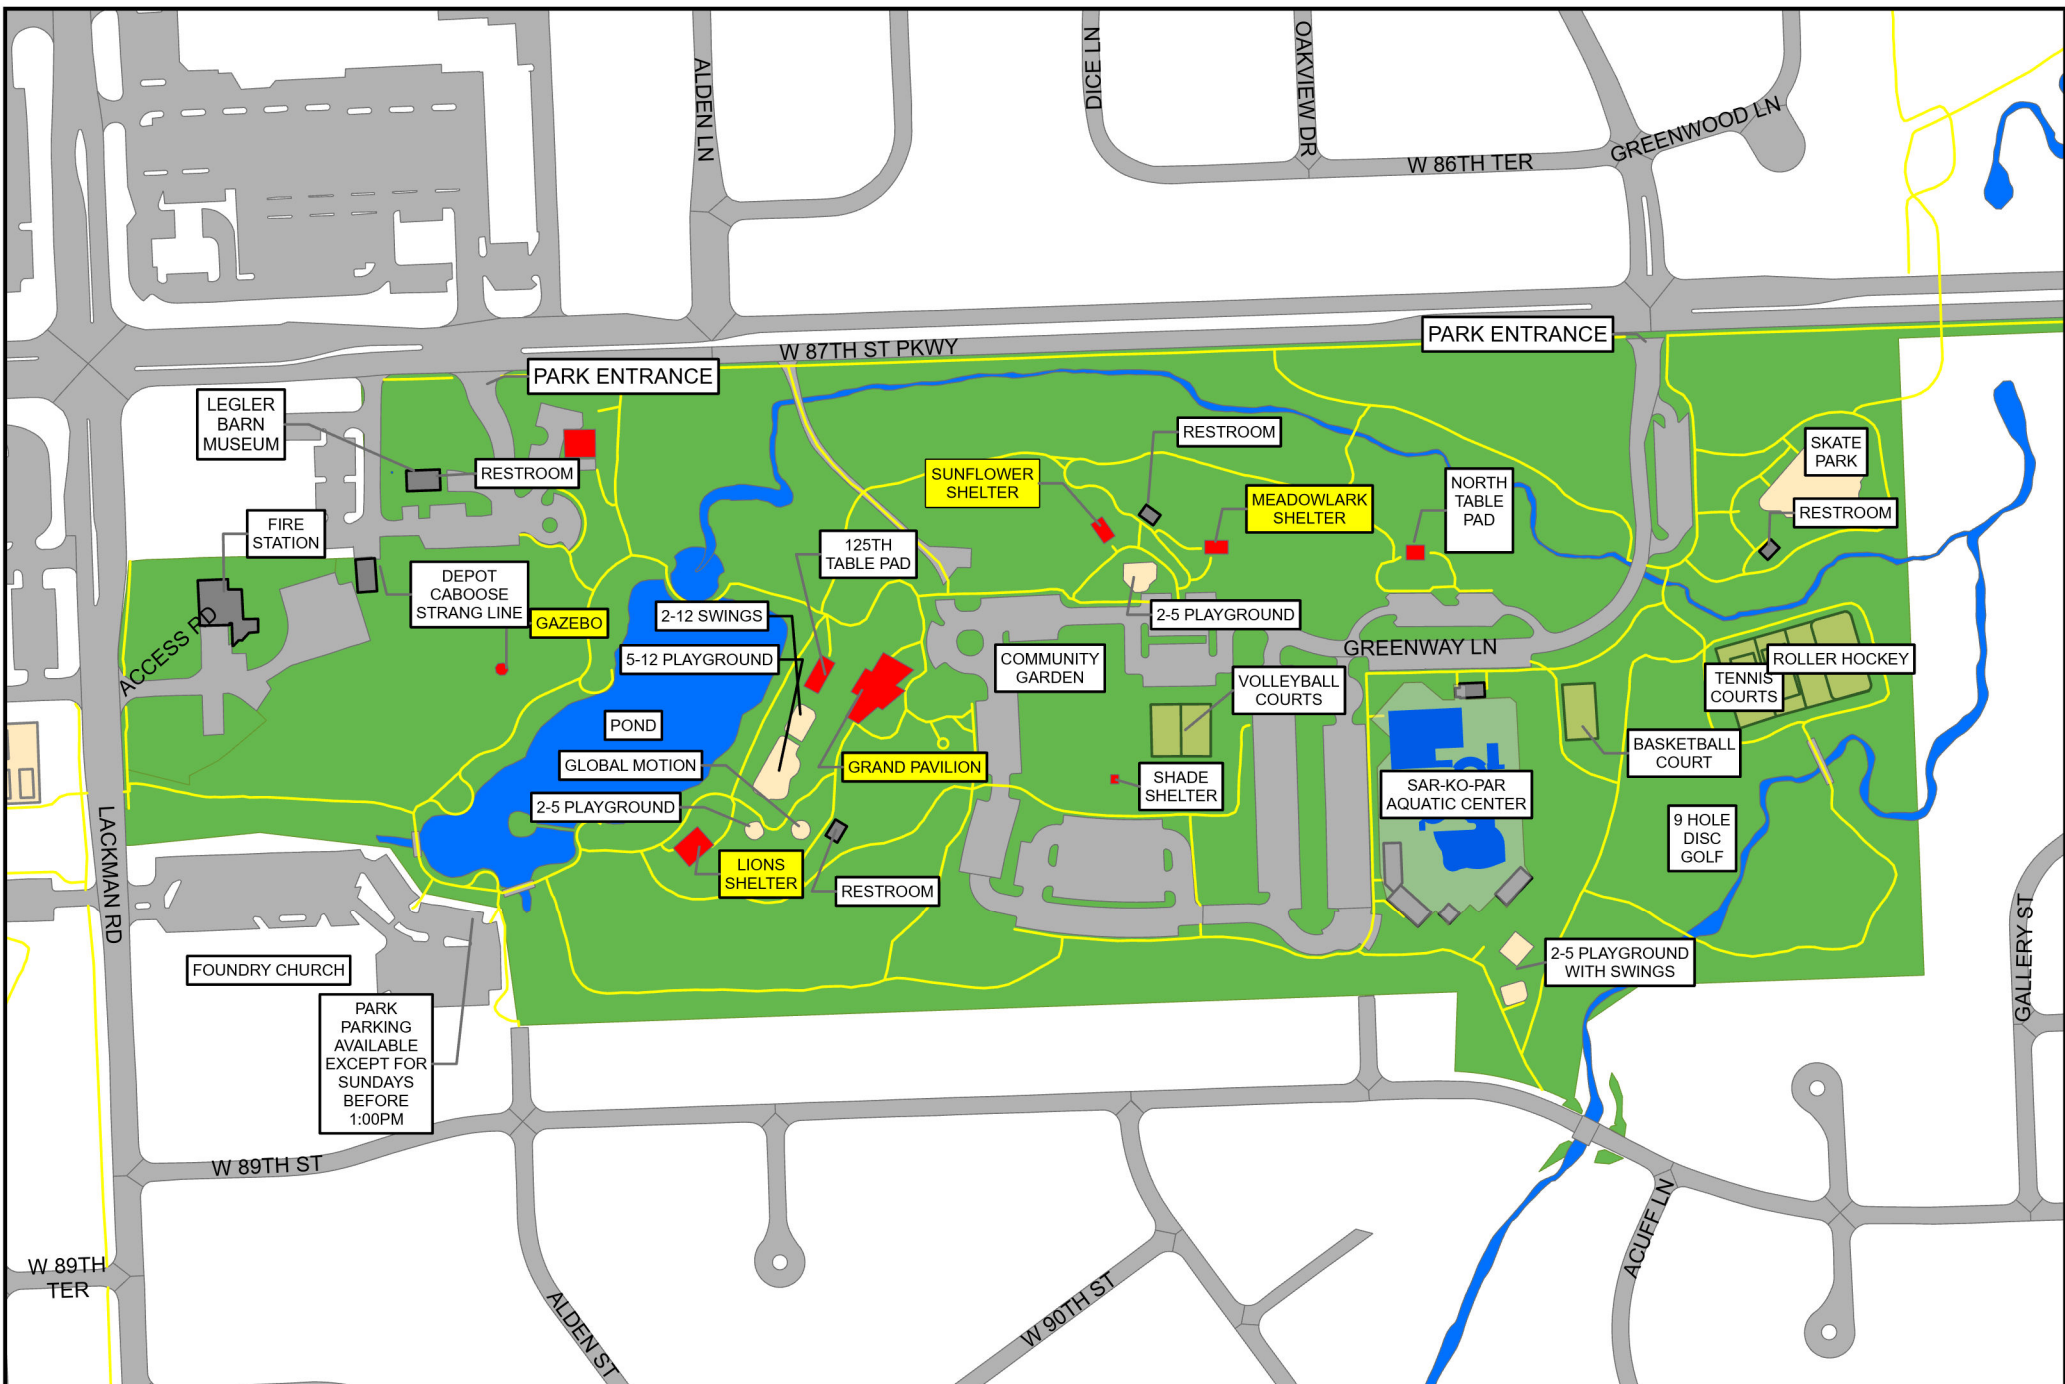 ALDEN LN
DICE LN
OAKVIEW DR
W 86TH TER
GREENWOOD LN
W 87TH ST PKWY
PARK ENTRANCE
PARK ENTRANCE
LEGLER
BARN
MUSEUM
RESTROOM
FIRE
STATION
DEPOT
CABOOSE
STRANG LINE
GAZEBO
ACCESS RD
125TH
TABLE PAD
2-12 SWINGS
5-12 PLAYGROUND
POND
GLOBAL MOTION
2-5 PLAYGROUND
LIONS
SHELTER
RESTROOM
GRAND PAVILION
SUNFLOWER
SHELTER
RESTROOM
MEADOWLARK
SHELTER
NORTH
TABLE
PAD
2-5 PLAYGROUND
COMMUNITY
GARDEN
VOLLEYBALL
COURTS
SHADE
SHELTER
GREENWAY LN
SKATE
PARK
RESTROOM
ROLLER HOCKEY
TENNIS
COURTS
BASKETBALL
COURT
SAR-KO-PAR
AQUATIC CENTER
9 HOLE
DISC
GOLF
2-5 PLAYGROUND
WITH SWINGS
LACKMAN RD
FOUNDRY CHURCH
PARK
PARKING
AVAILABLE
EXCEPT FOR
SUNDAYS
BEFORE
1:00PM
GALLERY ST
W 89TH ST
W 89TH
TER
ALDEN ST
W 90TH ST
ACUFF LN